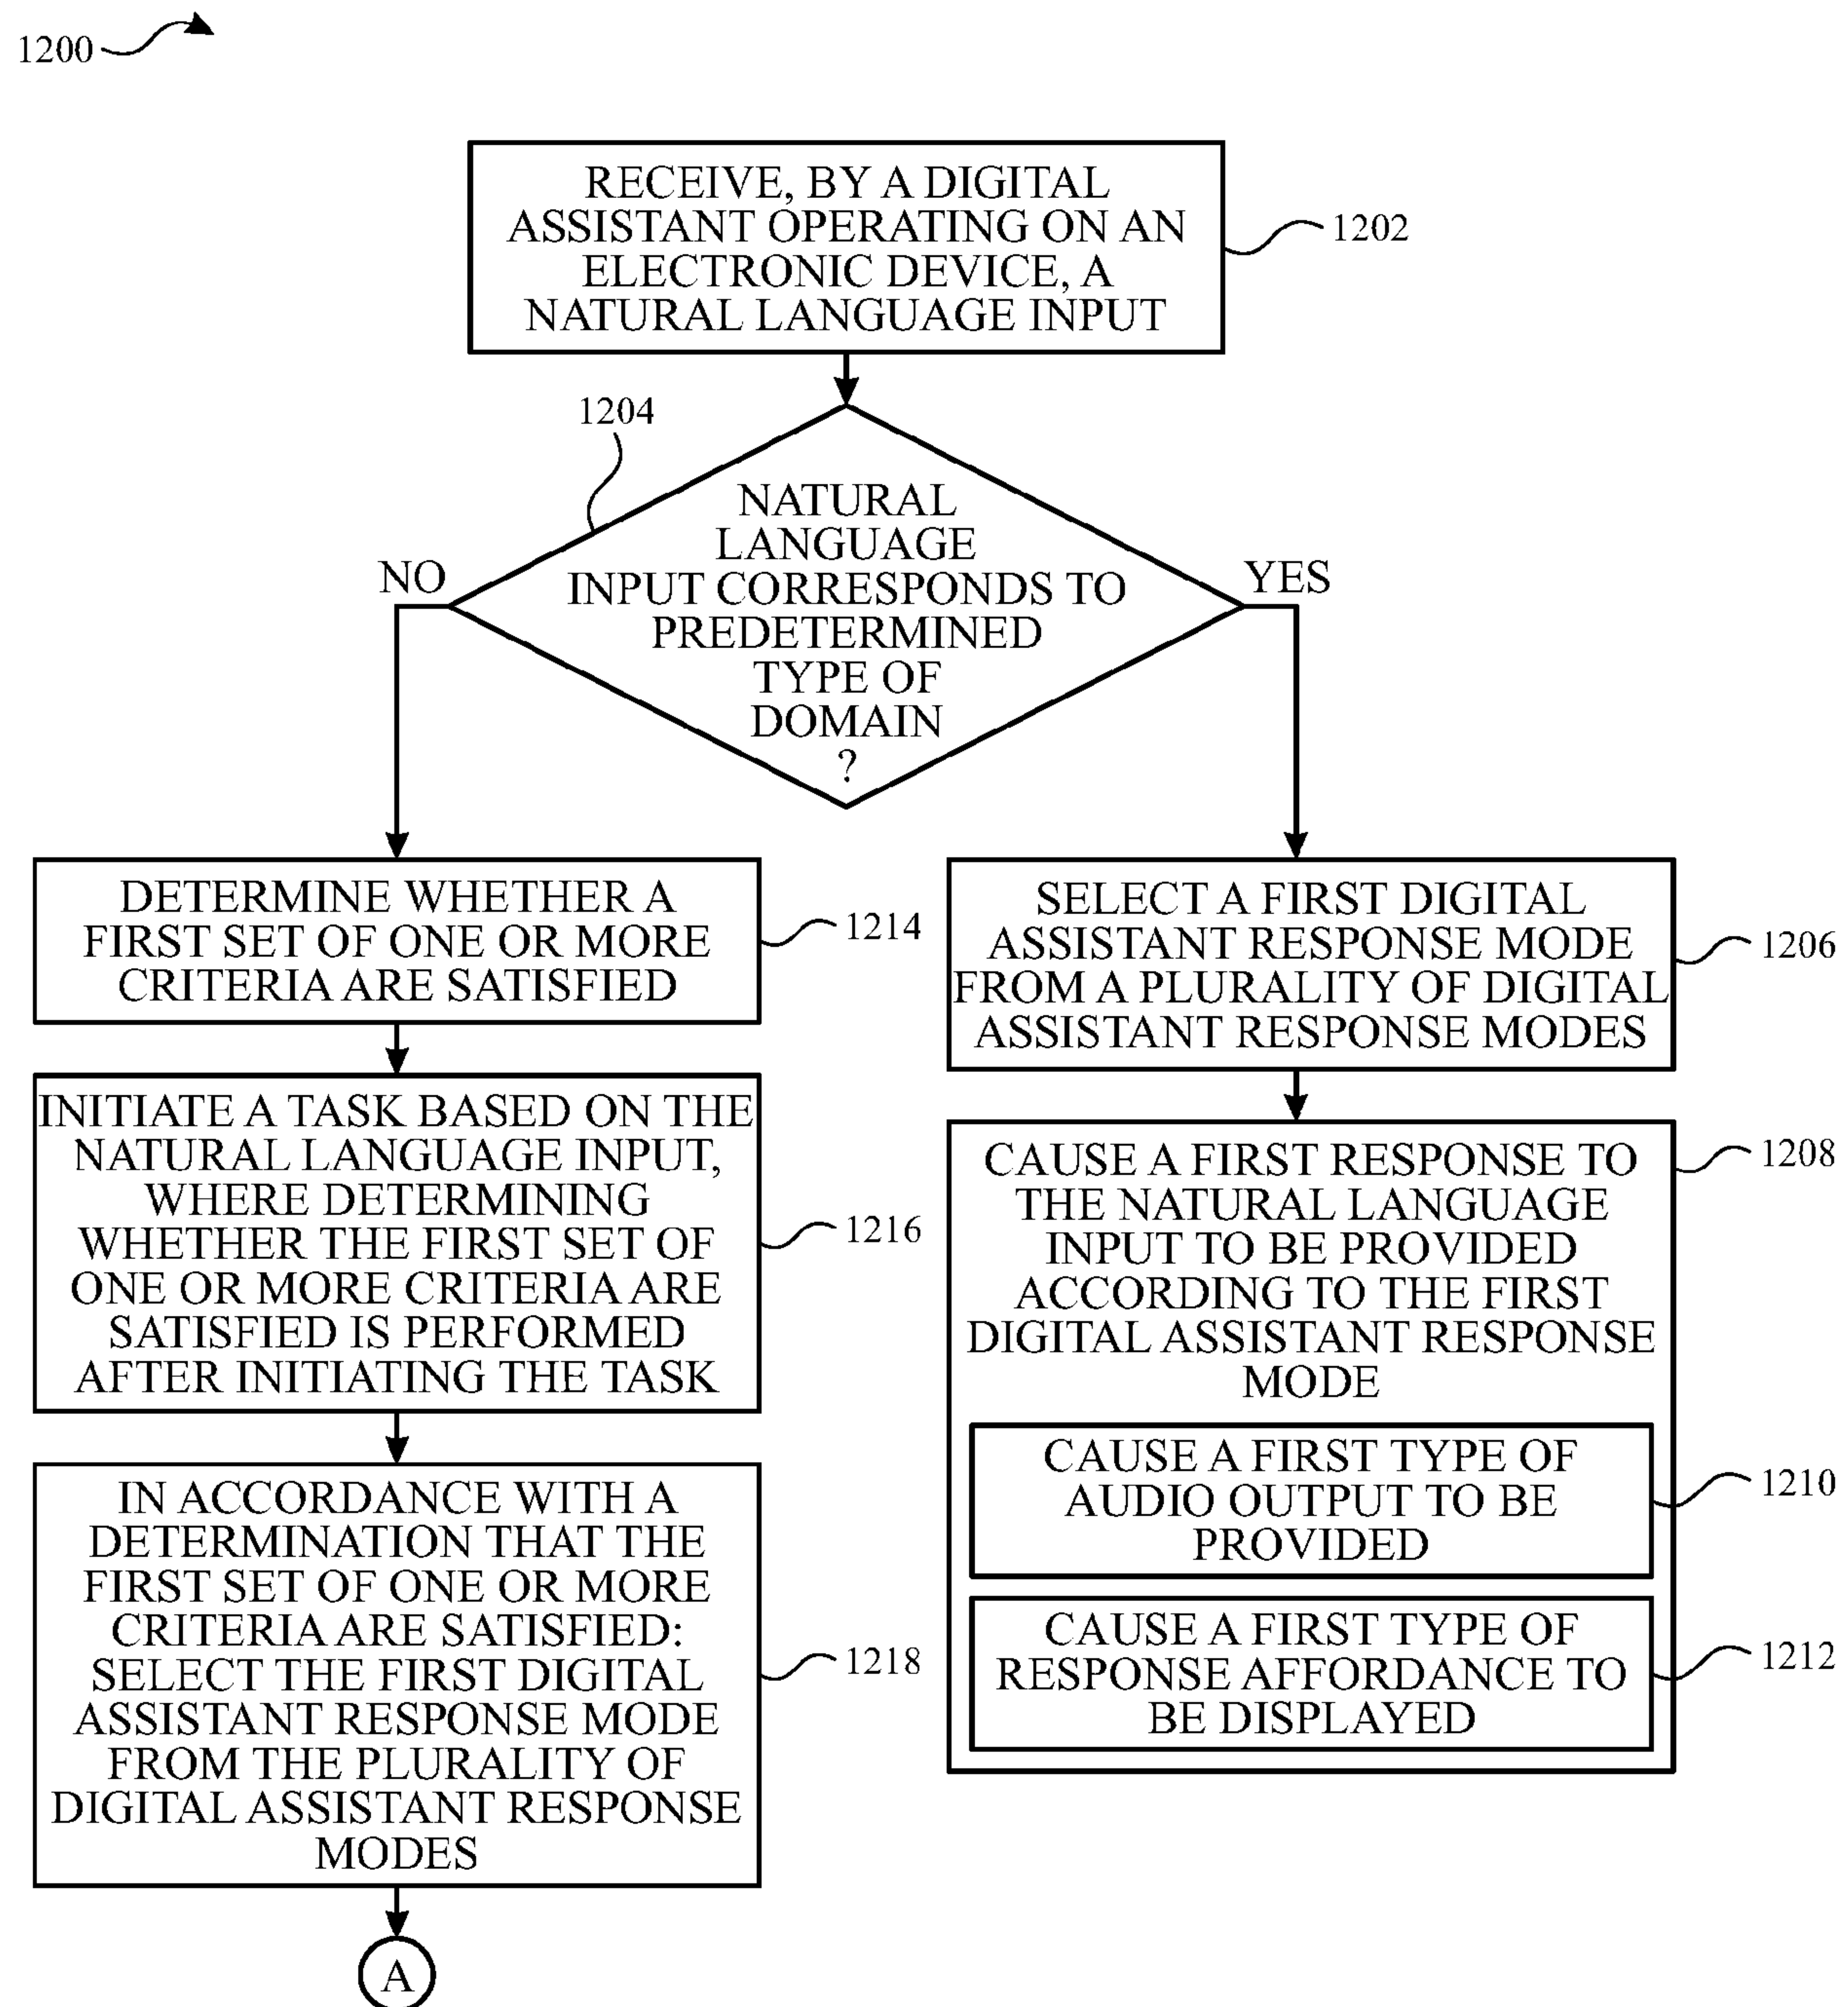 1200
RECEIVE, BY A DIGITAL
ASSISTANT OPERATING ON AN
ELECTRONIC DEVICE, A
NATURAL LANGUAGE INPUT
1202
1204
NATURAL
LANGUAGE
INPUT CORRESPONDS TO
PREDETERMINED
TYPE OF
DOMAIN
?
NO
YES
DETERMINE WHETHER A
FIRST SET OF ONE OR MORE
CRITERIA ARE SATISFIED
1214
INITIATE A TASK BASED ON THE
NATURAL LANGUAGE INPUT,
WHERE DETERMINING
WHETHER THE FIRST SET OF
ONE OR MORE CRITERIA ARE
SATISFIED IS PERFORMED
AFTER INITIATING THE TASK
1216
IN ACCORDANCE WITH A
DETERMINATION THAT THE
FIRST SET OF ONE OR MORE
CRITERIA ARE SATISFIED:
SELECT THE FIRST DIGITAL
ASSISTANT RESPONSE MODE
FROM THE PLURALITY OF
DIGITAL ASSISTANT RESPONSE
MODES
1218
A
SELECT A FIRST DIGITAL
ASSISTANT RESPONSE MODE
FROM A PLURALITY OF DIGITAL
ASSISTANT RESPONSE MODES
1206
CAUSE A FIRST RESPONSE TO
THE NATURAL LANGUAGE
INPUT TO BE PROVIDED
ACCORDING TO THE FIRST
DIGITAL ASSISTANT RESPONSE
MODE
1208
CAUSE A FIRST TYPE OF
AUDIO OUTPUT TO BE
PROVIDED
1210
CAUSE A FIRST TYPE OF
RESPONSE AFFORDANCE TO
BE DISPLAYED
1212